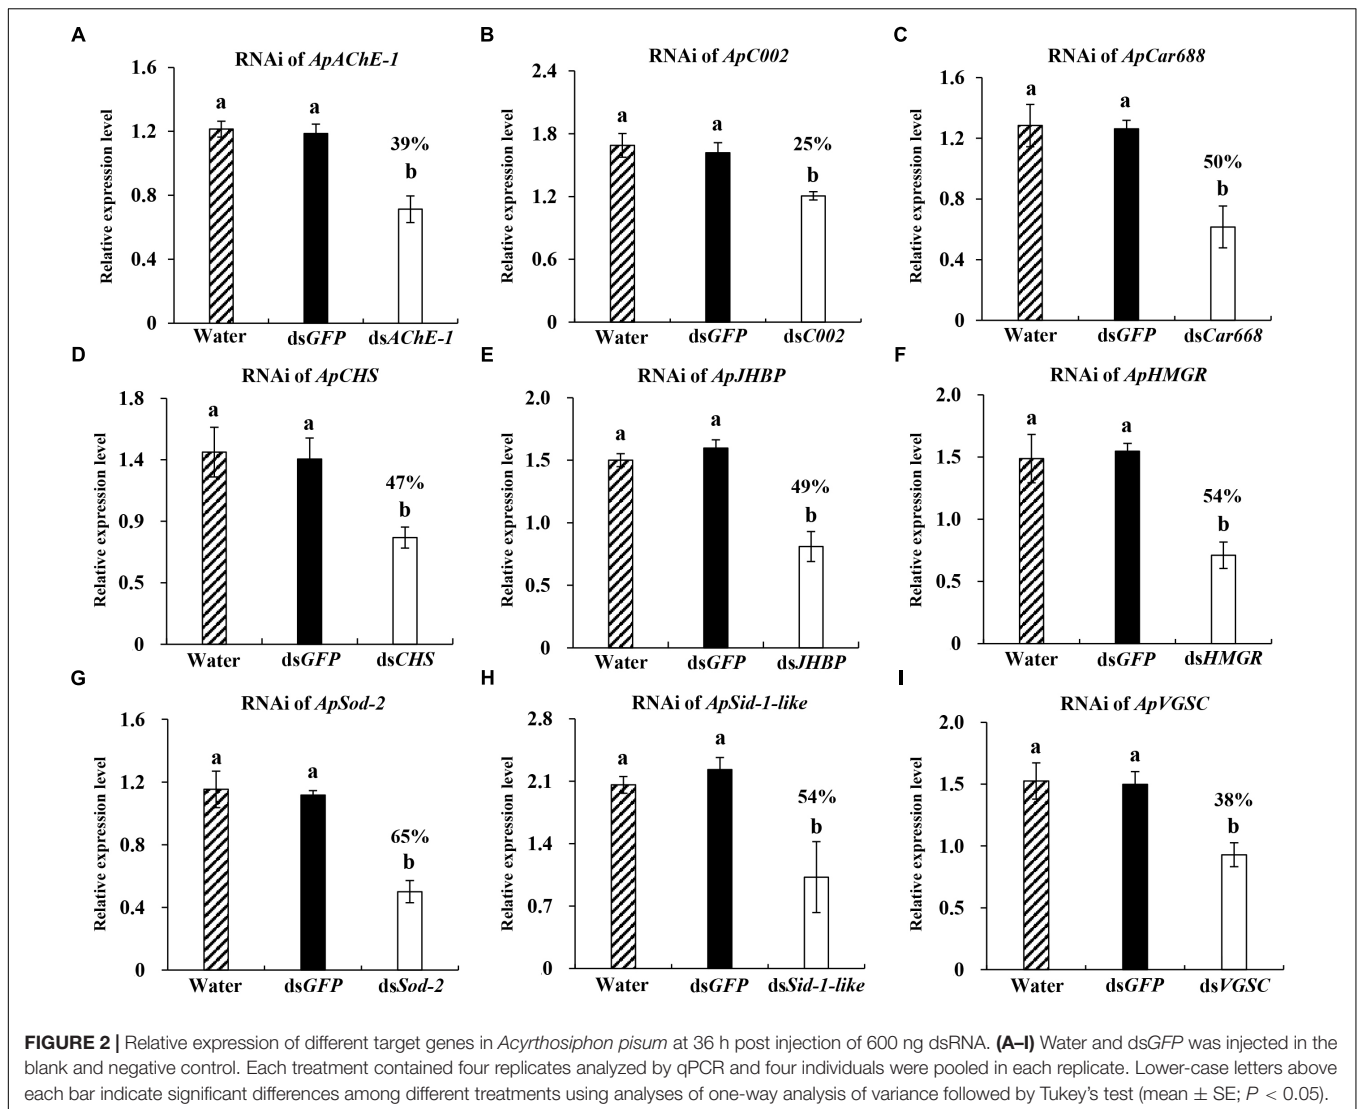 A
RNAi of ApAChE-1
Relative expression level
1.6
1.2
0.8
0.4
0
a
a
39%
b
Water
dsGFP
dsAChE-1
B
RNAi of ApC002
Relative expression level
2.4
1.8
1.2
0.6
0
a
a
25%
b
Water
dsGFP
dsC002
C
RNAi of ApCar688
Relative expression level
1.6
1.2
0.8
0.4
0
a
a
50%
b
Water
dsGFP
dsCar668
D
RNAi of ApCHS
Relative expression level
1.8
1.4
0.9
0.5
0
a
a
47%
b
Water
dsGFP
dsCHS
E
RNAi of ApJHBP
Relative expression level
2.0
1.5
1.0
0.5
0
a
a
49%
b
Water
dsGFP
dsJHBP
F
RNAi of ApHMGR
Relative expression level
2.0
1.5
1.0
0.5
0
a
a
54%
b
Water
dsGFP
dsHMGR
G
RNAi of ApSod-2
Relative expression level
1.6
1.2
0.8
0.4
0
a
a
65%
b
Water
dsGFP
dsSod-2
H
RNAi of ApSid-1-like
Relative expression level
2.8
2.1
1.4
0.7
0
a
a
54%
b
Water
dsGFP
dsSid-1-like
I
RNAi of ApVGSC
Relative expression level
2.0
1.5
1.0
0.5
0
a
a
38%
b
Water
dsGFP
dsVGSC
FIGURE 2 | Relative expression of different target genes in Acyrthosiphon pisum at 36 h post injection of 600 ng dsRNA. (A–I) Water and dsGFP was injected in the
blank and negative control. Each treatment contained four replicates analyzed by qPCR and four individuals were pooled in each replicate. Lower-case letters above
each bar indicate significant differences among different treatments using analyses of one-way analysis of variance followed by Tukey's test (mean ± SE; P < 0.05).